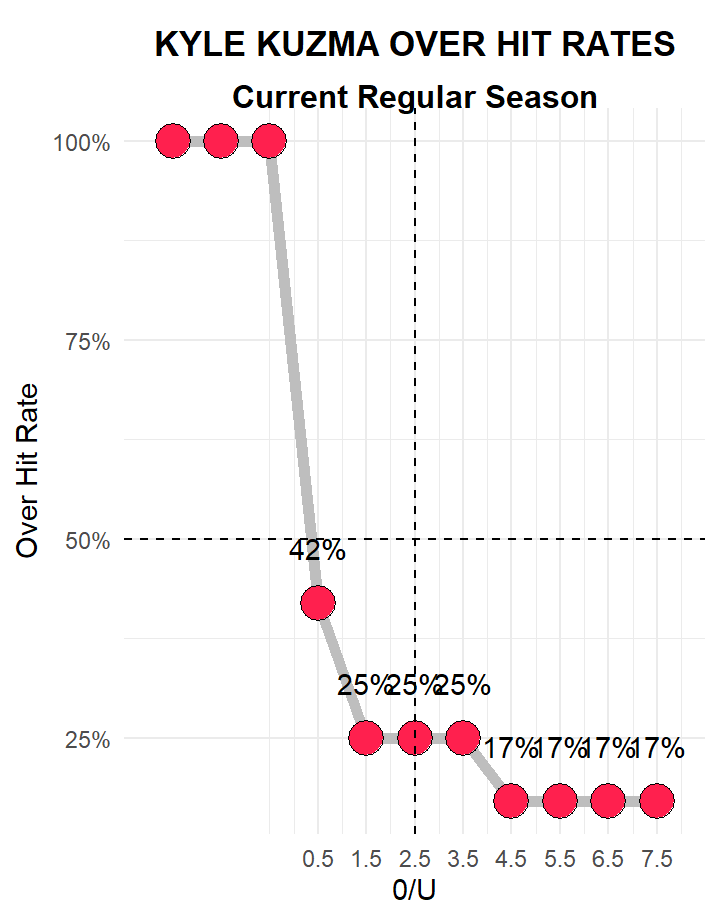 KYLE KUZMA OVER HIT RATES
Current Regular Season
100%
75%
50%
25%
Over Hit Rate
42%
25% 25% 25%
17% 17% 17% 17%
0.5 1.5 2.5 3.5 4.5 5.5 6.5 7.5
0/U